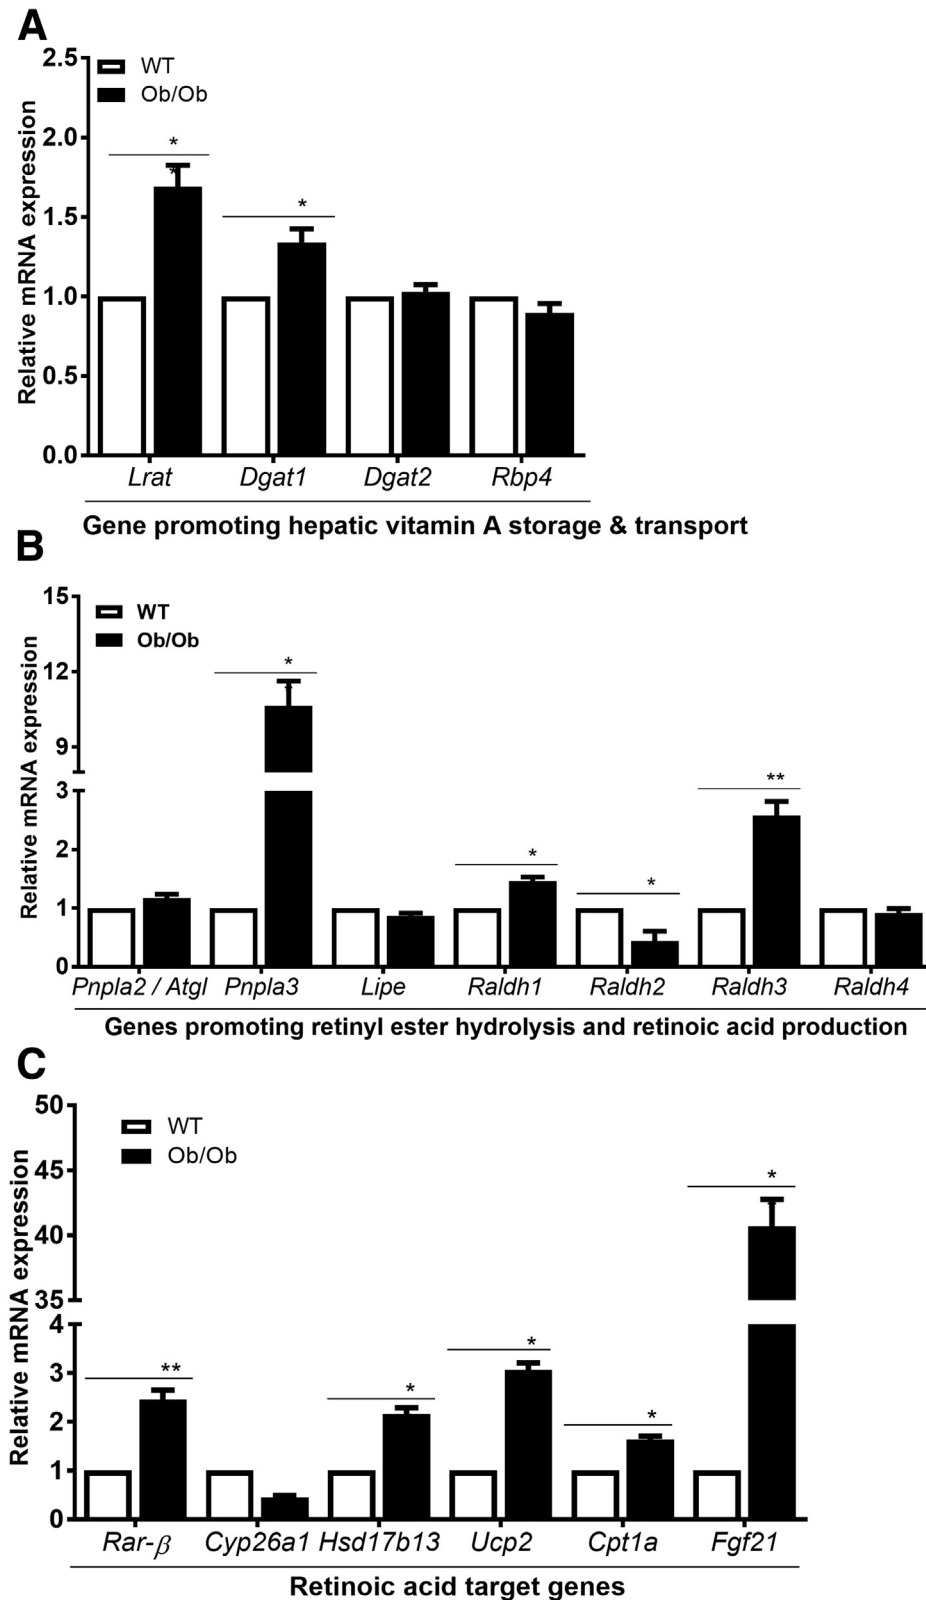 A
2.5
WT
Ob/Ob
2.0
*
*
1.5
*
1.0
0.5
0.0
Relative mRNA expression
Lrat Dgat1 Dgat2 Rbp4
Gene promoting hepatic vitamin A storage & transport
B
15
WT
Ob/Ob
12
*
*
9
3
**
2
*
*
1
0
Relative mRNA expression
Pnpla2 / Atgl Pnpla3 Lipe Raldh1 Raldh2 Raldh3 Raldh4
Genes promoting retinyl ester hydrolysis and retinoic acid production
C
50
WT
Ob/Ob
45
*
40
35
4
*
3
**
*
2
*
1
0
Relative mRNA expression
Rar-β Cyp26a1 Hsd17b13 Ucp2 Cpt1a Fgf21
Retinoic acid target genes